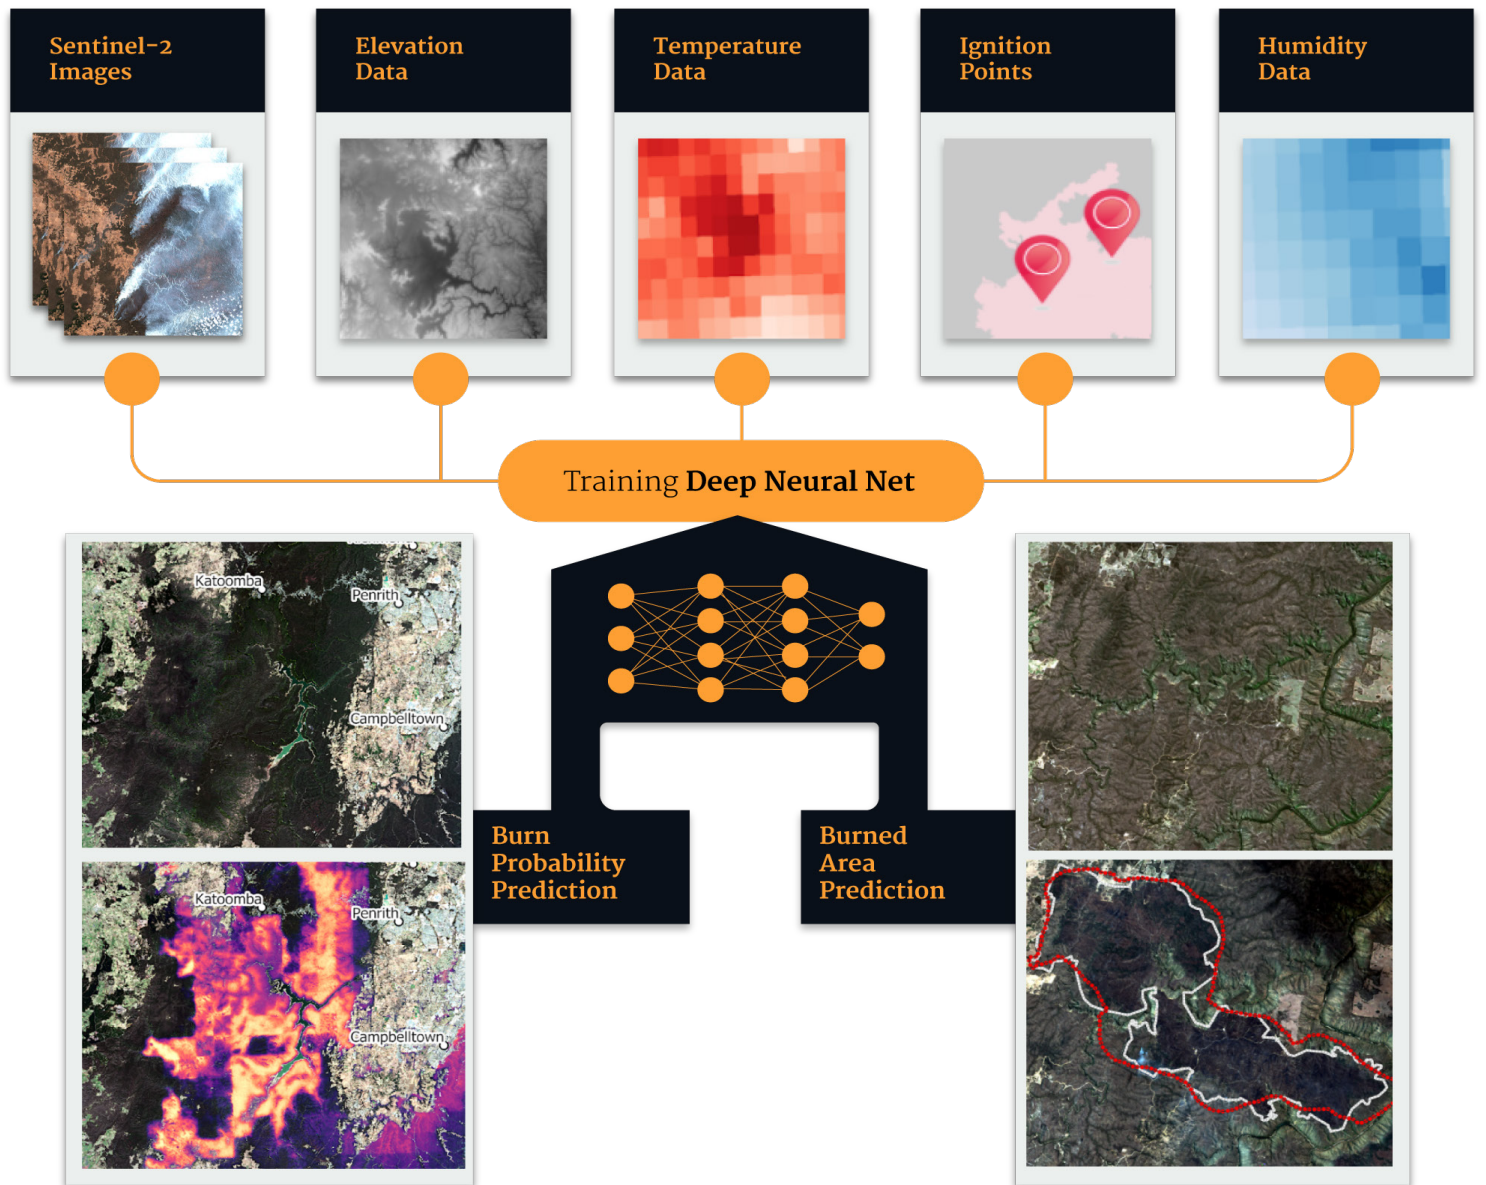 Sentinel-2
Images
Elevation
Data
Temperature
Data
Ignition
Points
Humidity
Data
Training Deep Neural Net
Katoomba
Penrith
Campbelltown
Burn
Probability
Prediction
Burned
Area
Prediction
Katoomba
Penrith
Campbelltown